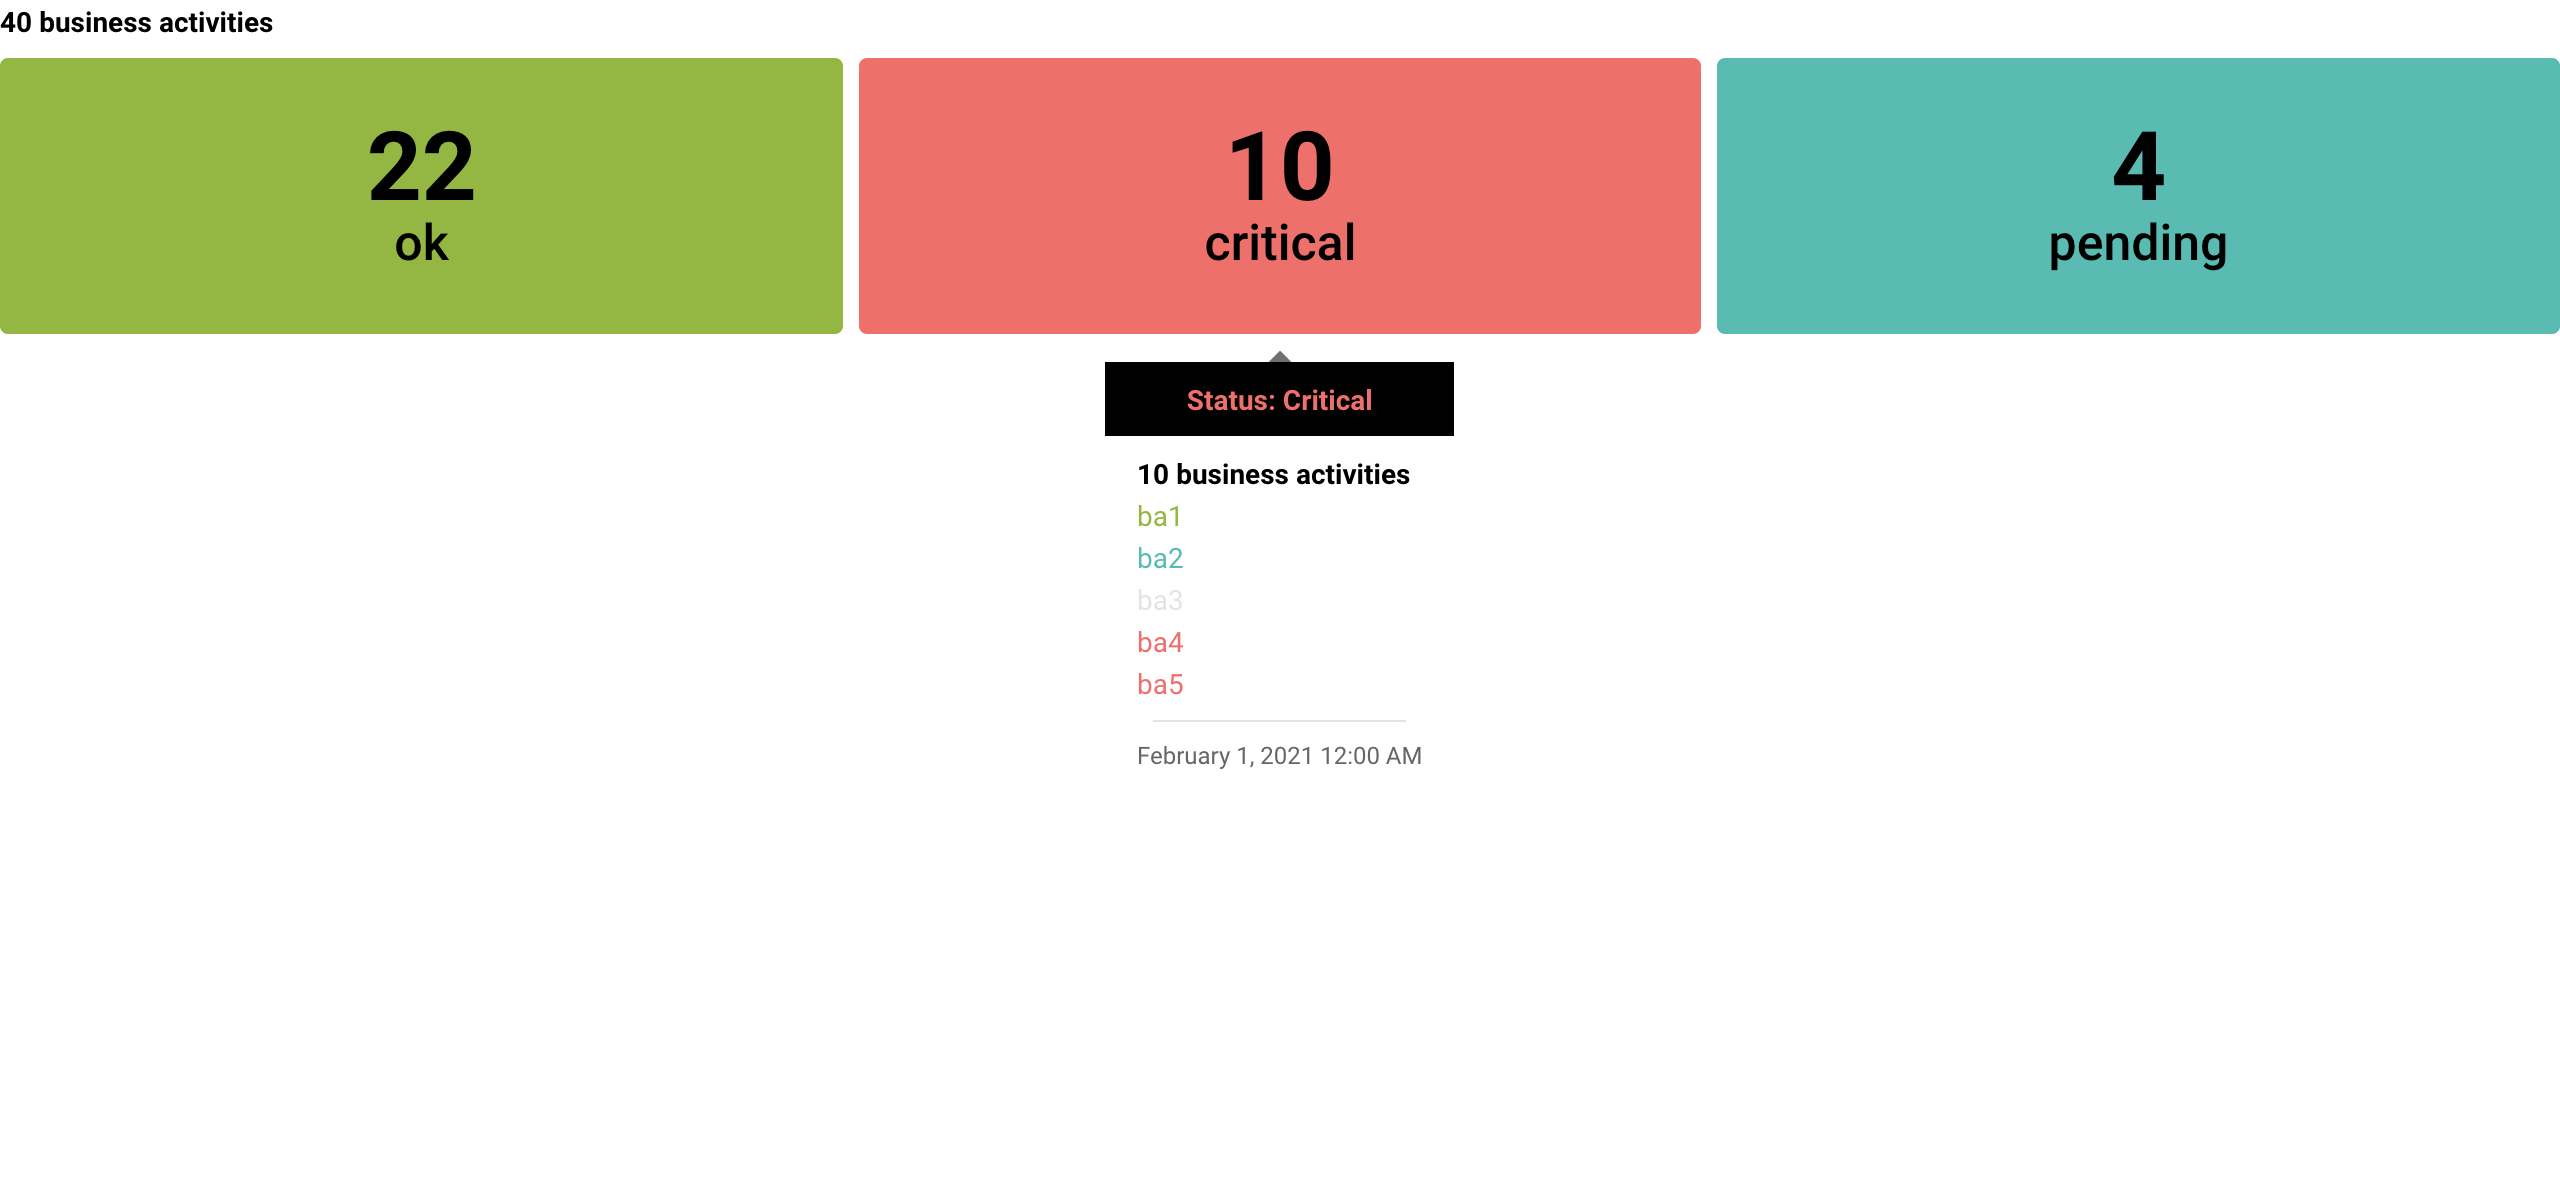 40 business activities
22
ok
10
critical
4
pending
Status: Critical
10 business activities
ba1
ba2
ba3
ba4
ba5
February 1, 2021 12:00 AM